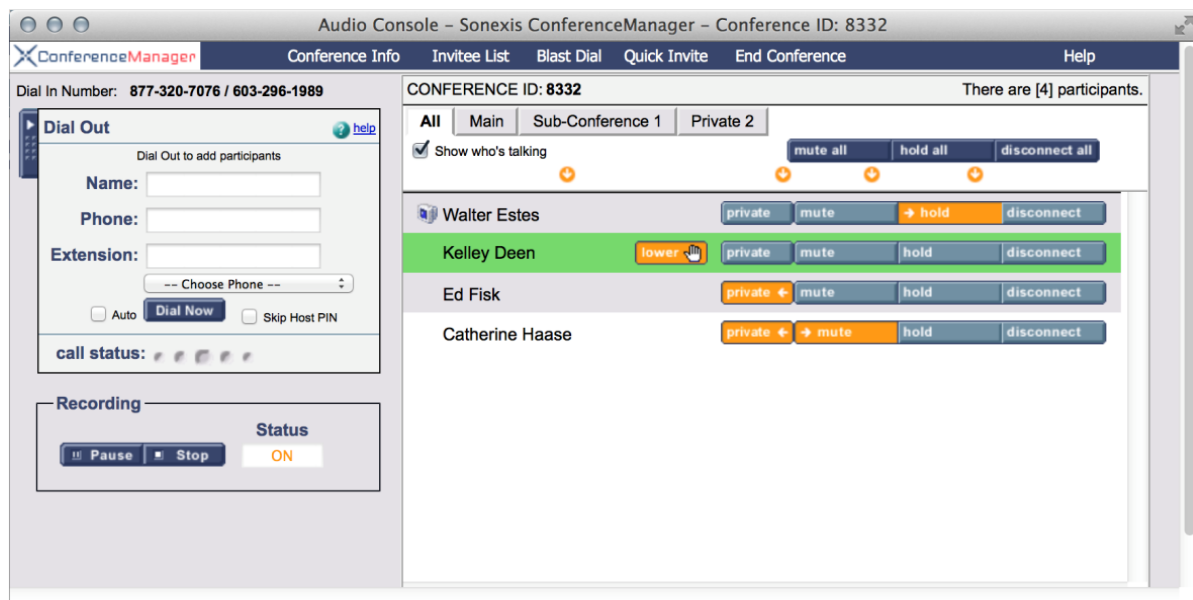 Audio Console – Sonexis ConferenceManager – Conference ID: 8332
ConferenceManager Conference Info Invitee List Blast Dial Quick Invite End Conference Help
Dial In Number: 877-320-7076 / 603-296-1989
CONFERENCE ID: 8332 There are [4] participants.
Dial Out help
Dial Out to add participants
Name:
Phone:
Extension:
-- Choose Phone --
Auto Dial Now Skip Host PIN
call status:
Recording
Status
Pause Stop ON
All Main Sub-Conference 1 Private 2
Show who's talking mute all hold all disconnect all
Walter Estes private mute → hold disconnect
Kelley Deen lower private mute hold disconnect
Ed Fisk private ← mute hold disconnect
Catherine Haase private ← → mute hold disconnect